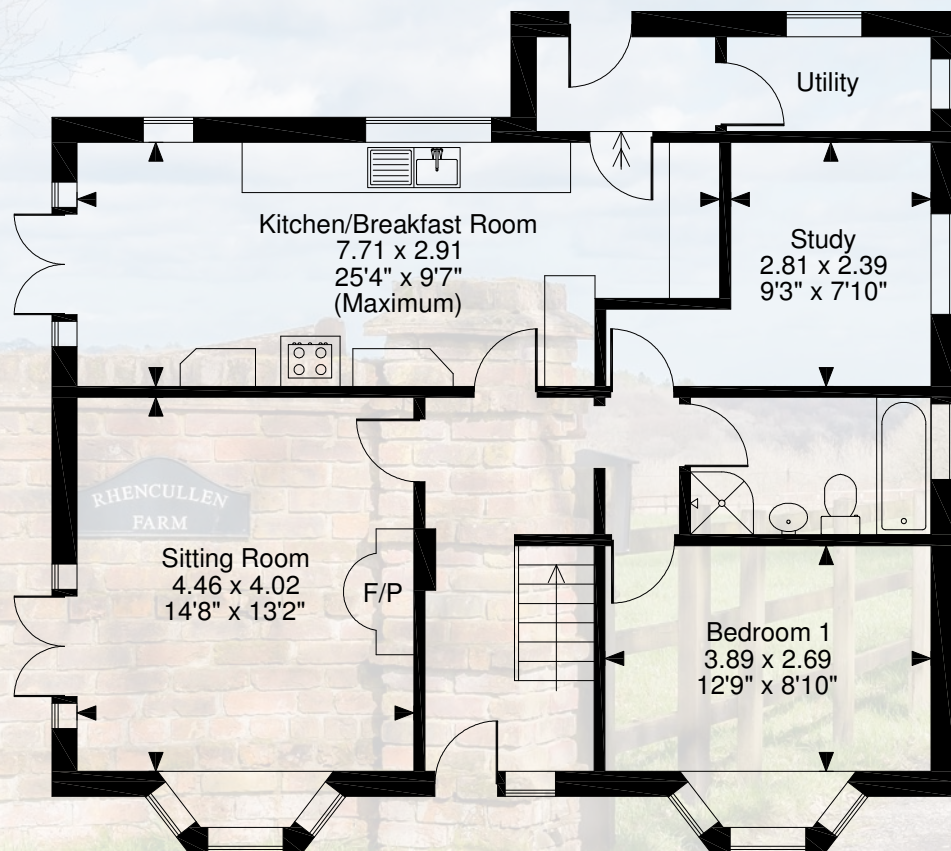 Utility
Kitchen/Breakfast Room
7.71 x 2.91
25'4" x 9'7"
(Maximum)
Study
2.81 x 2.39
9'3" x 7'10"
RHENCULLEN
FARM
Sitting Room
4.46 x 4.02
14'8" x 13'2"
F/P
Bedroom 1
3.89 x 2.69
12'9" x 8'10"